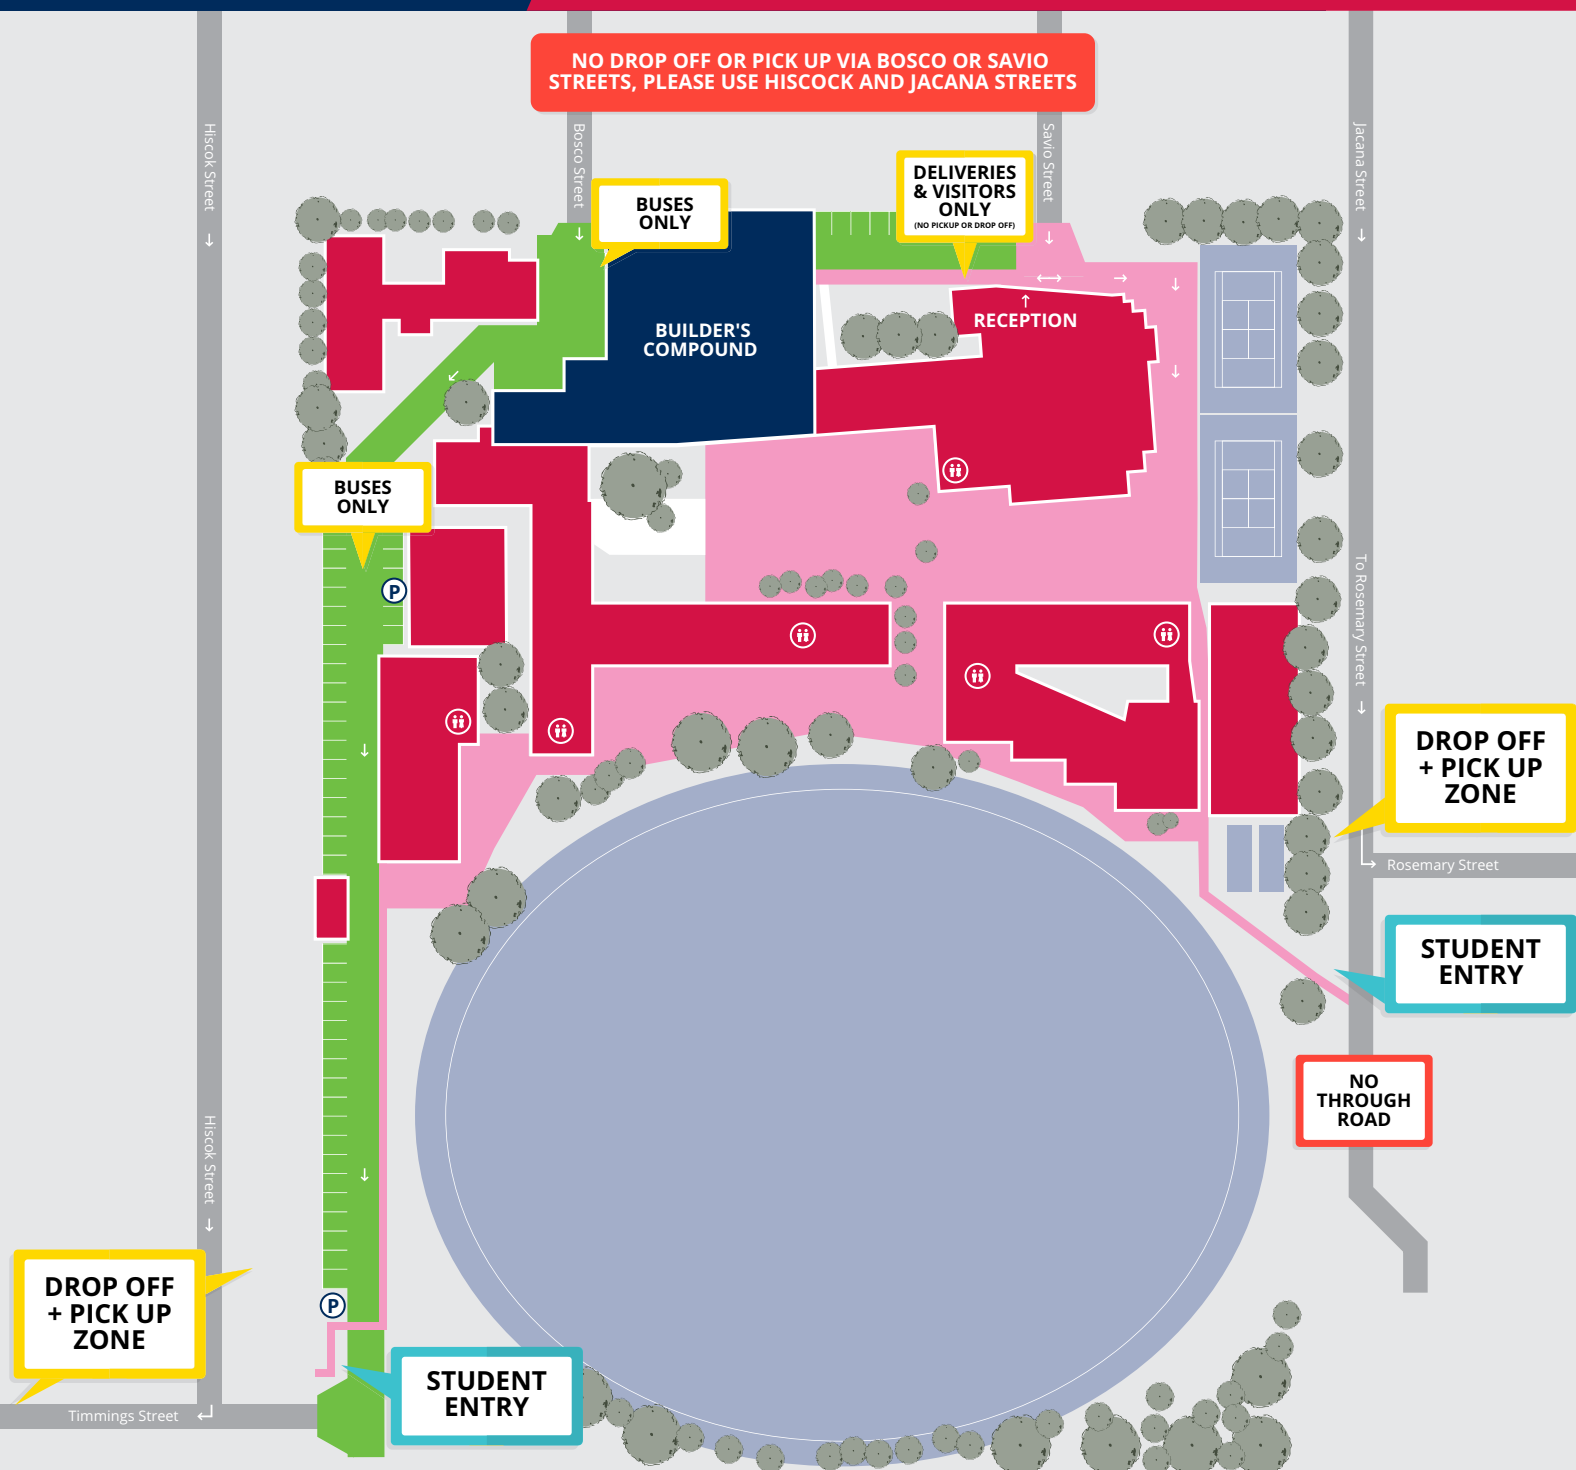 NO DROP OFF OR PICK UP VIA BOSCO OR SAVIO
STREETS, PLEASE USE HISCOCK AND JACANA STREETS
Hiscok Street
Bosco Street
Savio Street
Jacana Street
BUSES
ONLY
DELIVERIES
& VISITORS
ONLY
(NO PICKUP OR DROP OFF)
BUILDER'S
COMPOUND
RECEPTION
BUSES
ONLY
P
To Rosemary Street
DROP OFF
+ PICK UP
ZONE
Rosemary Street
STUDENT
ENTRY
NO
THROUGH
ROAD
Hiscok Street
DROP OFF
+ PICK UP
ZONE
P
STUDENT
ENTRY
Timmings Street